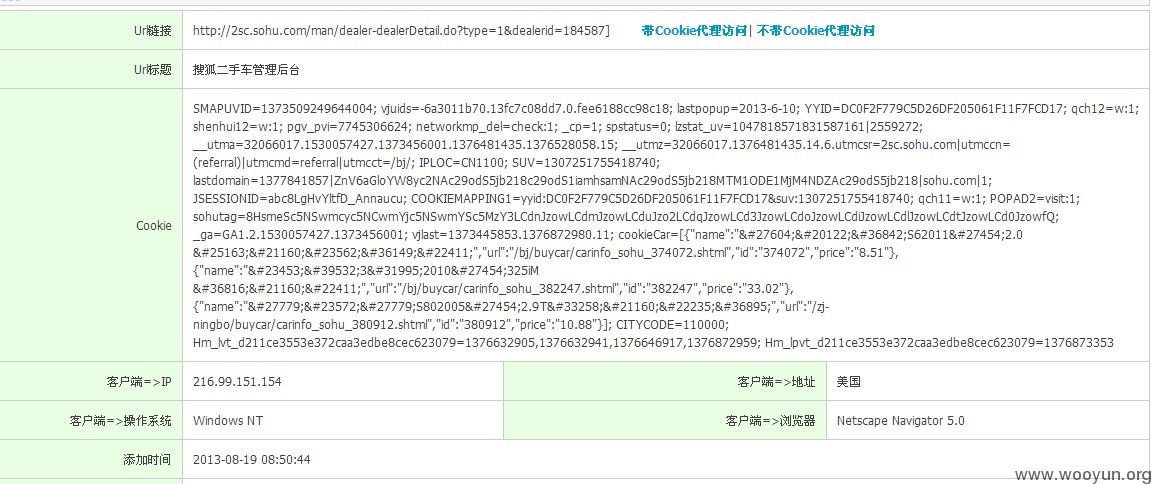 Url链接 http://2sc.sohu.com/man/dealer-dealerDetail.do?type=1&dealerid=184587] 带Cookie代理访问| 不带Cookie代理访问
Url标题 搜狐二手车管理后台
SMAPUVID=1373509249644004; vjuids=-6a3011b70.13fc7c08dd7.0.fee6188cc98c18; lastpopup=2013-6-10; YYID=DC0F2F779C5D26DF205061F11F7FCD17; qch12=w:1;
shenhui12=w:1; pgv_pvi=7745306624; networkmp_del=check:1; _cp=1; spstatus=0; lzstat_uv=1047818571831587161|2559272;
__utma=32066017.1530057427.1373456001.1376481435.1376528058.15; __utmz=32066017.1376481435.14.6.utmcsr=2sc.sohu.com|utmccn=
(referral)|utmcmd=referral|utmcct=/bj/; IPLOC=CN1100; SUV=1307251755418740;
lastdomain=1377841857|ZnV6aGloYW8yc2NAc29odS5jb218c29odS1iamhsamNAc29odS5jb218MTM1ODE1MjM4NDZAc29odS5jb218|sohu.com|1;
JSESSIONID=abc8LgHvYltfD_Annaucu; COOKIEMAPPING1=yyid:DC0F2F779C5D26DF205061F11F7FCD17&suv:1307251755418740; qch11=w:1; POPAD2=visit:1;
Cookie sohutag=8HsmeSc5NSwmcyc5NCwmYjc5NSwmYSc5MzY3LCdnJzowLCdmJzowLCduJzo2LCdqJzowLCd3JzowLCdoJzowLCdiJzowLCdlJzowLCdtJzowLCd0JzowfQ;
_ga=GA1.2.1530057427.1373456001; vjlast=1373445853.1376872980.11; cookieCar=[{"name":"&#27604;&#20122;&#36842;S62011&#27454;2.0
&#25163;&#21160;&#23562;&#36149;&#22411;","url":"/bj/buycar/carinfo_sohu_374072.shtml","id":"374072","price":"8.51"},
{"name":"&#23453;&#39532;3&#31995;2010&#27454;325iM
&#36816;&#21160;&#22411;","url":"/bj/buycar/carinfo_sohu_382247.shtml","id":"382247","price":"33.02"},
{"name":"&#27779;&#23572;&#27779;S802005&#27454;2.9T&#33258;&#21160;&#22235;&#36895;","url":"/zj-
ningbo/buycar/carinfo_sohu_380912.shtml","id":"380912","price":"10.88"}]; CITYCODE=110000;
Hm_lvt_d211ce3553e372caa3edbe8cec623079=1376632905,1376632941,1376646917,1376872959; Hm_lpvt_d211ce3553e372caa3edbe8cec623079=1376873353
客户端=>IP 216.99.151.154 客户端=>地址 美国
客户端=>操作系统 Windows NT 客户端=>浏览器 Netscape Navigator 5.0
添加时间 2013-08-19 08:50:44
www.wooyun.org